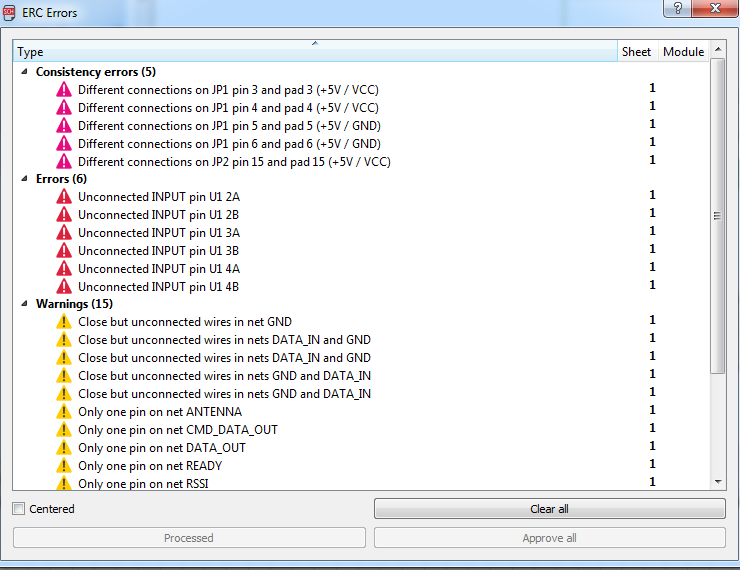 SCH
ERC Errors
?
Type Sheet Module
Consistency errors (5)
Different connections on JP1 pin 3 and pad 3 (+5V / VCC) 1
Different connections on JP1 pin 4 and pad 4 (+5V / VCC) 1
Different connections on JP1 pin 5 and pad 5 (+5V / GND) 1
Different connections on JP1 pin 6 and pad 6 (+5V / GND) 1
Different connections on JP2 pin 15 and pad 15 (+5V / VCC) 1
Errors (6)
Unconnected INPUT pin U1 2A 1
Unconnected INPUT pin U1 2B 1
Unconnected INPUT pin U1 3A 1
Unconnected INPUT pin U1 3B 1
Unconnected INPUT pin U1 4A 1
Unconnected INPUT pin U1 4B 1
Warnings (15)
Close but unconnected wires in net GND 1
Close but unconnected wires in nets DATA_IN and GND 1
Close but unconnected wires in nets DATA_IN and GND 1
Close but unconnected wires in nets GND and DATA_IN 1
Close but unconnected wires in nets GND and DATA_IN 1
Only one pin on net ANTENNA 1
Only one pin on net CMD_DATA_OUT 1
Only one pin on net DATA_OUT 1
Only one pin on net READY 1
Only one pin on net RSSI 1
Centered
Clear all
Processed
Approve all